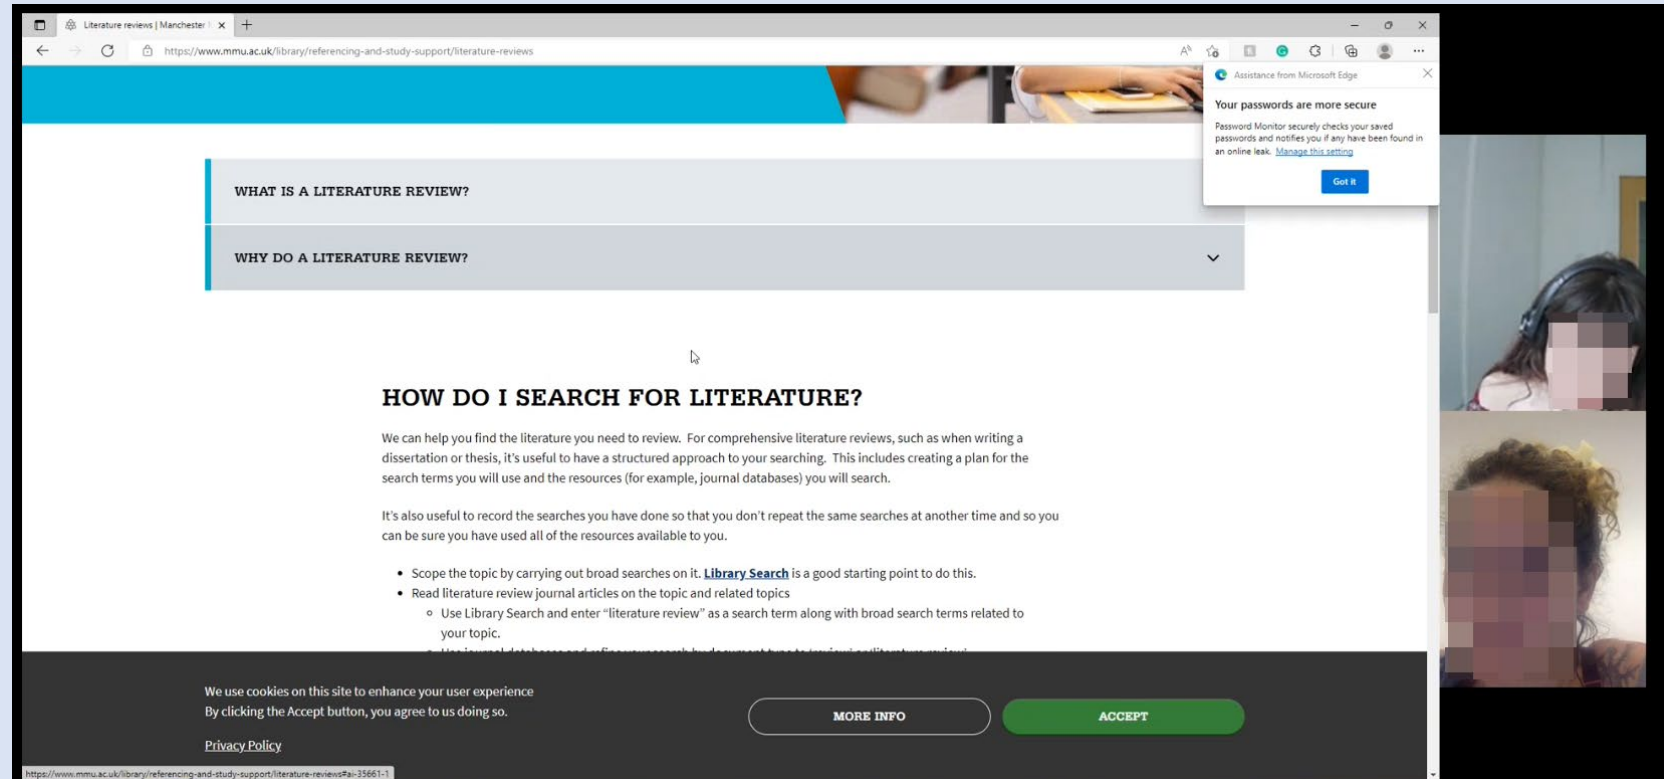 Literature reviews | Manchester
https://www.mmu.ac.uk/library/referencing-and-study-support/literature-reviews
Assistance from Microsoft Edge
Your passwords are more secure
Password Monitor securely checks your saved
passwords and notifies you if any have been found in
an online leak. Manage this setting
Got it
WHAT IS A LITERATURE REVIEW?
WHY DO A LITERATURE REVIEW?
HOW DO I SEARCH FOR LITERATURE?
We can help you find the literature you need to review. For comprehensive literature reviews, such as when writing a
dissertation or thesis, it's useful to have a structured approach to your searching. This includes creating a plan for the
search terms you will use and the resources (for example, journal databases) you will search.
It's also useful to record the searches you have done so that you don't repeat the same searches at another time and so you
can be sure you have used all of the resources available to you.
• Scope the topic by carrying out broad searches on it. Library Search is a good starting point to do this.
• Read literature review journal articles on the topic and related topics
◦ Use Library Search and enter “literature review” as a search term along with broad search terms related to
your topic.
We use cookies on this site to enhance your user experience
By clicking the Accept button, you agree to us doing so.
MORE INFO
ACCEPT
Privacy Policy
https://www.mmu.ac.uk/library/referencing-and-study-support/literature-reviews#ai-35661-1